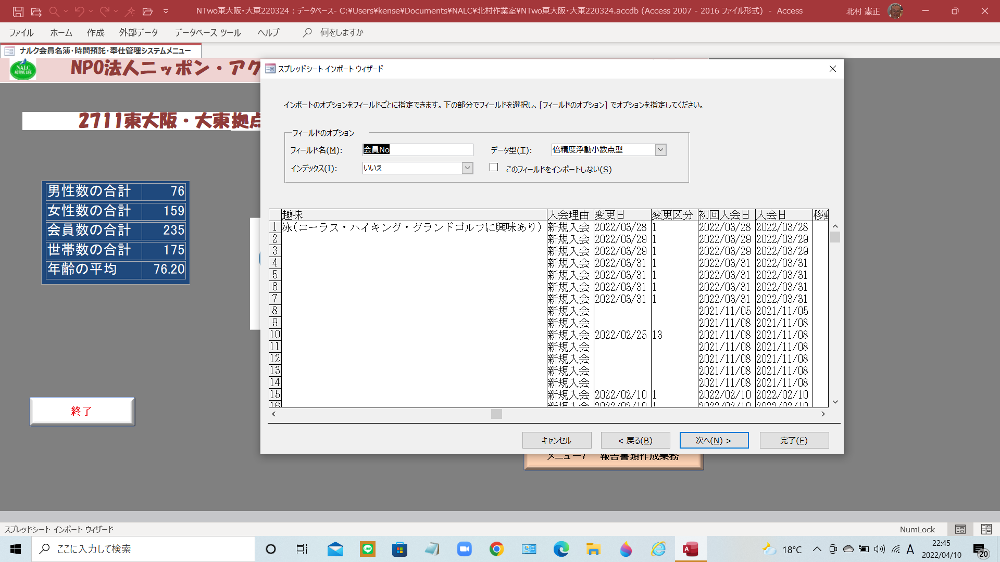 NTwo東大阪・大東220324 : データベース- C:¥Users¥kense¥Documents¥NALC¥北村作業室¥NTwo東大阪・大東220324.accdb (Access 2007 - 2016 ファイル形式) - Access
北村 憲正
ファイル ホーム 作成 外部データ データベース ツール ヘルプ 何をしますか
ナルク会員名簿・時間預託・奉仕管理システムメニュー
NALC
ACTIVE LIFE
NPO法人ニッポン・アク
スプレッドシート インポート ウィザード
インポートのオプションをフィールドごとに指定できます。下の部分でフィールドを選択し、[フィールドのオプション] でオプションを指定してください。
2711東大阪・大東拠点
フィールドのオプション
フィールド名(M): 会員No データ型(T): 倍精度浮動小数点型
インデックス(I): いいえ このフィールドをインポートしない(S)
男性数の合計 76
女性数の合計 159
会員数の合計 235
世帯数の合計 175
年齢の平均 76.20
趣味 入会理由 変更日 変更区分 初回入会日 入会日
1 泳(コーラス・ハイキング・グランドゴルフに興味あり) 新規入会 2022/03/28 1 2022/03/28 2022/03/28
2 新規入会 2022/03/29 1 2022/03/29 2022/03/29
3 新規入会 2022/03/29 1 2022/03/29 2022/03/29
4 新規入会 2022/03/31 1 2022/03/31 2022/03/31
5 新規入会 2022/03/31 1 2022/03/31 2022/03/31
6 新規入会 2022/03/31 1 2022/03/31 2022/03/31
7 新規入会 2022/03/31 1 2022/03/31 2022/03/31
8 新規入会 2021/11/05 2021/11/05
9 新規入会 2021/11/08 2021/11/08
10 新規入会 2022/02/25 13 2021/11/08 2021/11/08
11 新規入会 2021/11/08 2021/11/08
12 新規入会 2021/11/08 2021/11/08
13 新規入会 2021/11/08 2021/11/08
14 新規入会 2021/11/08 2021/11/08
15 新規入会 2022/02/10 1 2022/02/10 2022/02/10
16 新規入会 2022/02/10 1 2022/02/10 2022/02/10
終了
キャンセル < 戻る(B) 次へ(N) > 完了(F)
報告書類作成業務
スプレッドシート インポート ウィザード
NumLock
ここに入力して検索
LINE
18°C
A
22:45
2022/04/10
20